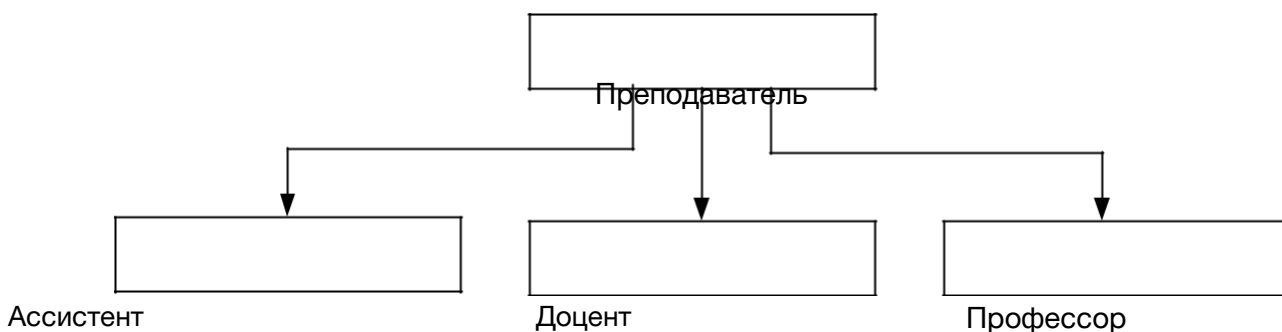 Преподаватель
Ассистент
Доцент
Профессор